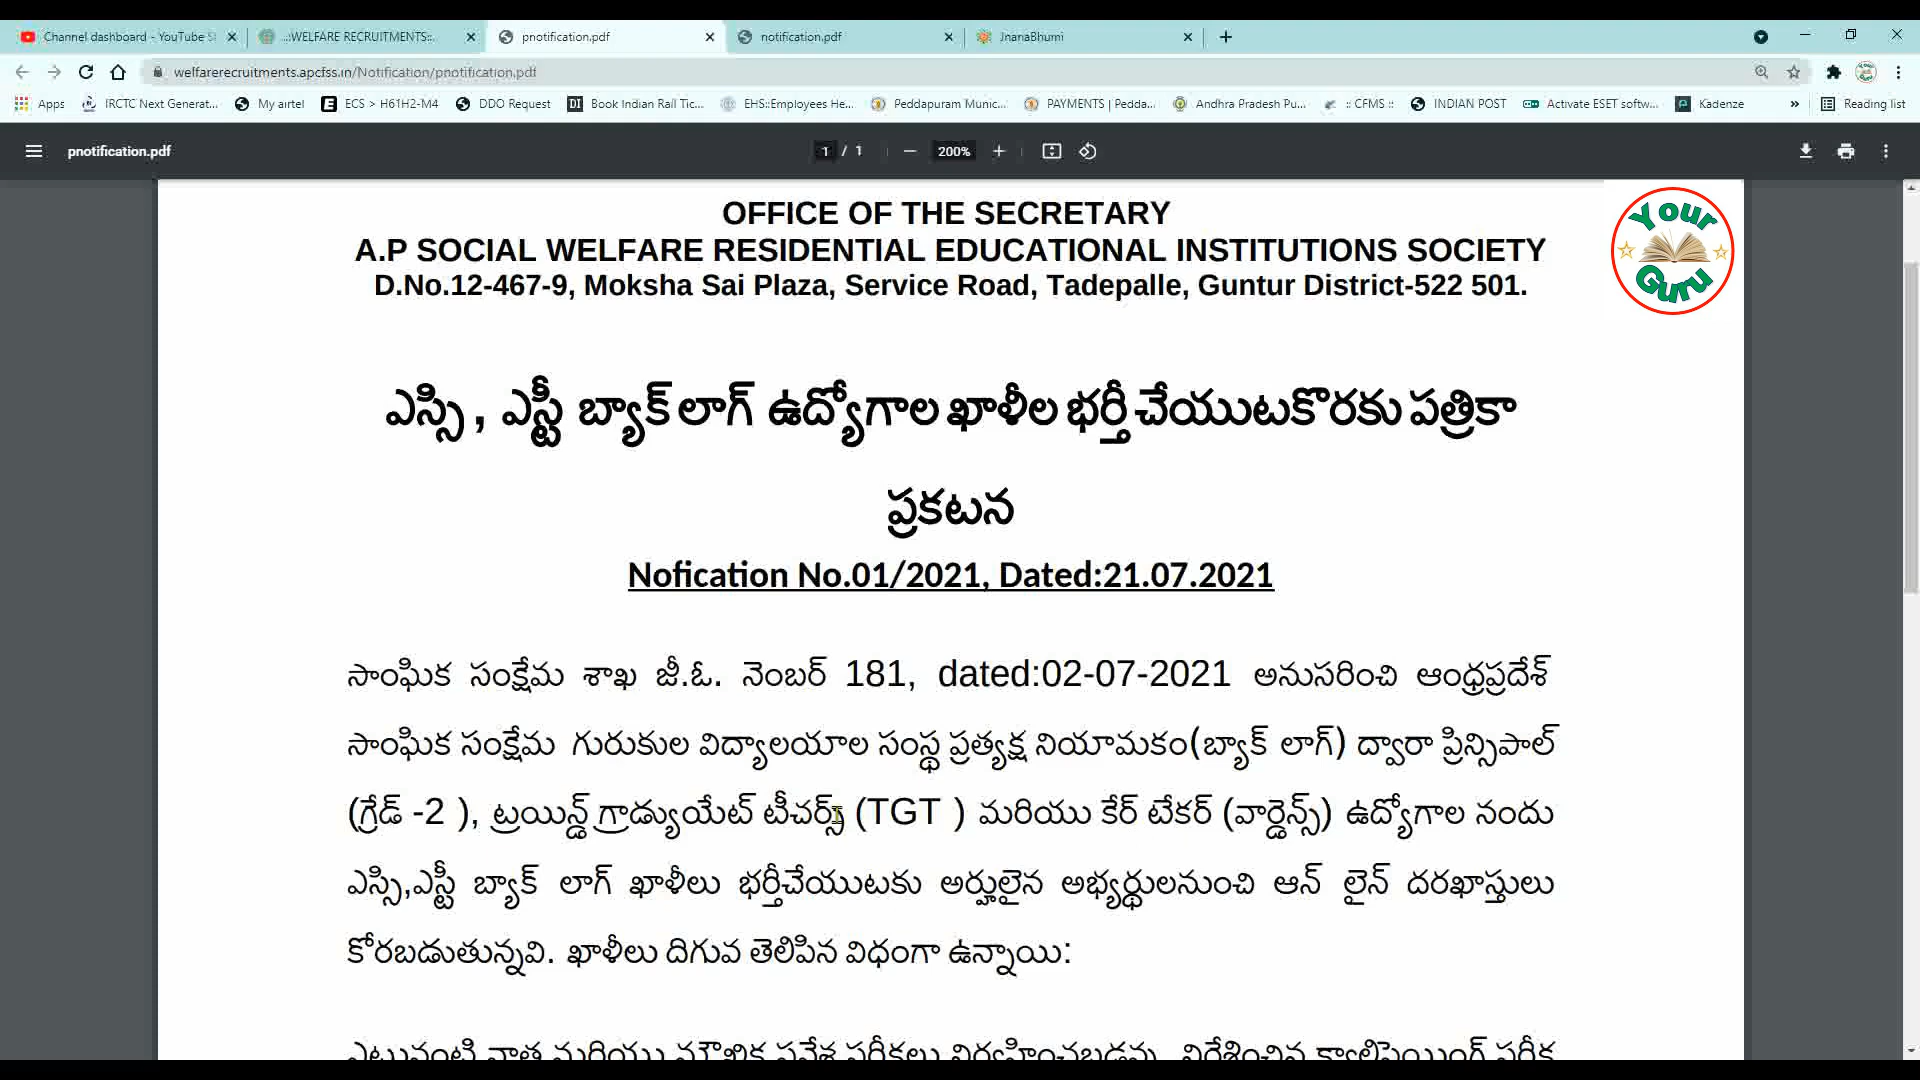 Channel dashboard - YouTube S
..::WELFARE RECRUITMENTS::.
pnotification.pdf
notification.pdf
JnanaBhumi
welfarerecruitments.apcfss.in/Notification/pnotification.pdf
Apps
IRCTC Next Generat...
My airtel
ECS > H61H2-M4
DDO Request
Book Indian Rail Tic...
EHS::Employees He...
Peddapuram Munic...
PAYMENTS | Pedda...
Andhra Pradesh Pu...
:: CFMS ::
INDIAN POST
Activate ESET softw...
Kadenze
Reading list
pnotification.pdf
1 / 1
200%
OFFICE OF THE SECRETARY
A.P SOCIAL WELFARE RESIDENTIAL EDUCATIONAL INSTITUTIONS SOCIETY
D.No.12-467-9, Moksha Sai Plaza, Service Road, Tadepalle, Guntur District-522 501.
Your
Guru
ఎస్సి , ఎస్టీ బ్యాక్ లాగ్ ఉద్యోగాల ఖాళీల భర్తీ చేయుటకొరకు పత్రికా
ప్రకటన
Nofication No.01/2021, Dated:21.07.2021
సాంఘిక సంక్షేమ శాఖ జీ.ఓ. నెంబర్ 181, dated:02-07-2021 అనుసరించి ఆంధ్రప్రదేశ్
సాంఘిక సంక్షేమ గురుకుల విద్యాలయాల సంస్థ ప్రత్యక్ష నియామకం(బ్యాక్ లాగ్) ద్వారా ప్రిన్సిపాల్
(గ్రేడ్ -2 ), ట్రయిన్డ్ గ్రాడ్యుయేట్ టీచర్స్ (TGT ) మరియు కేర్ టేకర్ (వార్డెన్స్) ఉద్యోగాల నందు
ఎస్సి,ఎస్టీ బ్యాక్ లాగ్ ఖాళీలు భర్తీచేయుటకు అర్హులైన అభ్యర్థులనుంచి ఆన్ లైన్ దరఖాస్తులు
కోరబడుతున్నవి. ఖాళీలు దిగువ తెలిపిన విధంగా ఉన్నాయి: